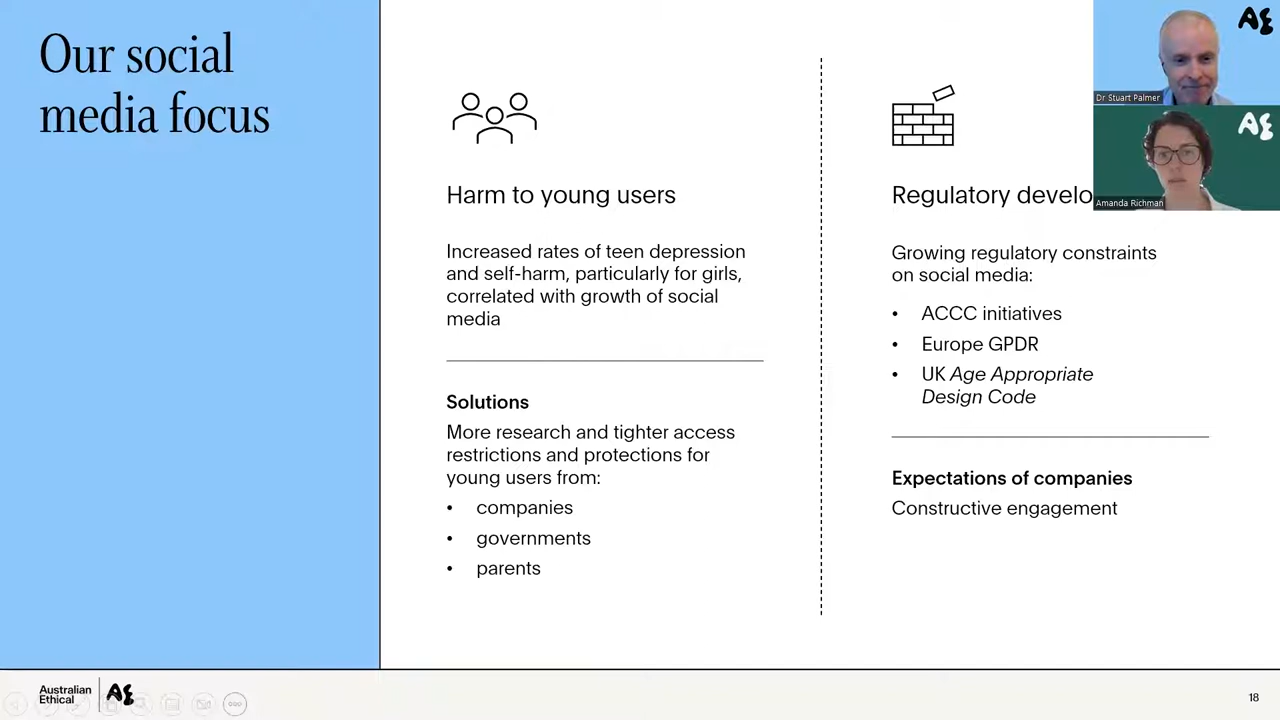 Our social
media focus
Harm to young users
Increased rates of teen depression
and self-harm, particularly for girls,
correlated with growth of social
media
Solutions
More research and tighter access
restrictions and protections for
young users from:
• companies
• governments
• parents
Regulatory develo
Growing regulatory constraints
on social media:
• ACCC initiatives
• Europe GPDR
• UK Age Appropriate
Design Code
Expectations of companies
Constructive engagement
Dr Stuart Palmer
Amanda Richman
Australian
Ethical
AE
AE
AE
18